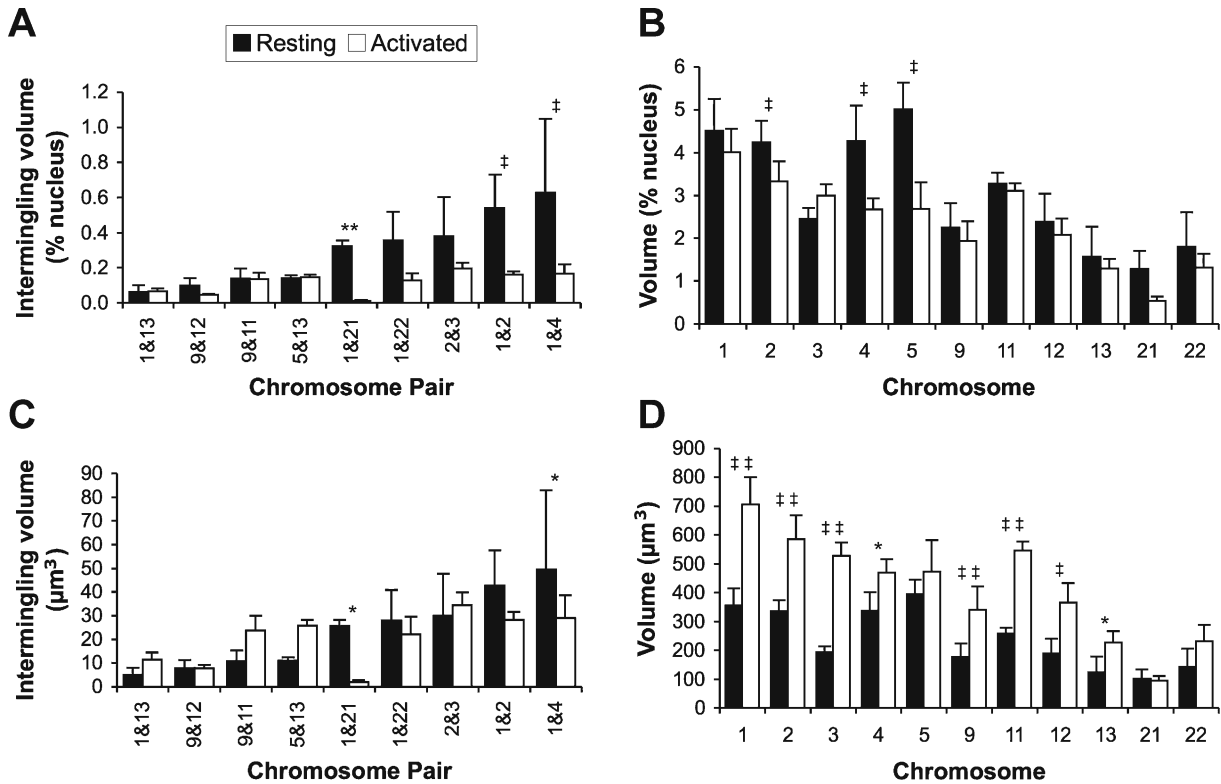 A
Resting Activated
Intermingling volume
(% nucleus)
1.2
1.0
0.8
0.6
0.4
0.2
0.0
**
‡
‡
1&13 9&12 9&11 5&13 1&21 1&22 2&3 1&2 1&4
Chromosome Pair
B
Volume (% nucleus)
6
5
4
3
2
1
0
‡ ‡ ‡
1 2 3 4 5 9 11 12 13 21 22
Chromosome
C
Intermingling volume
(µm³)
90
80
70
60
50
40
30
20
10
0
*
*
1&13 9&12 9&11 5&13 1&21 1&22 2&3 1&2 1&4
Chromosome Pair
D
Volume (µm³)
900
800
700
600
500
400
300
200
100
0
‡ ‡ ‡ ‡ ‡ ‡ * ‡ ‡ ‡ ‡ ‡ *
1 2 3 4 5 9 11 12 13 21 22
Chromosome